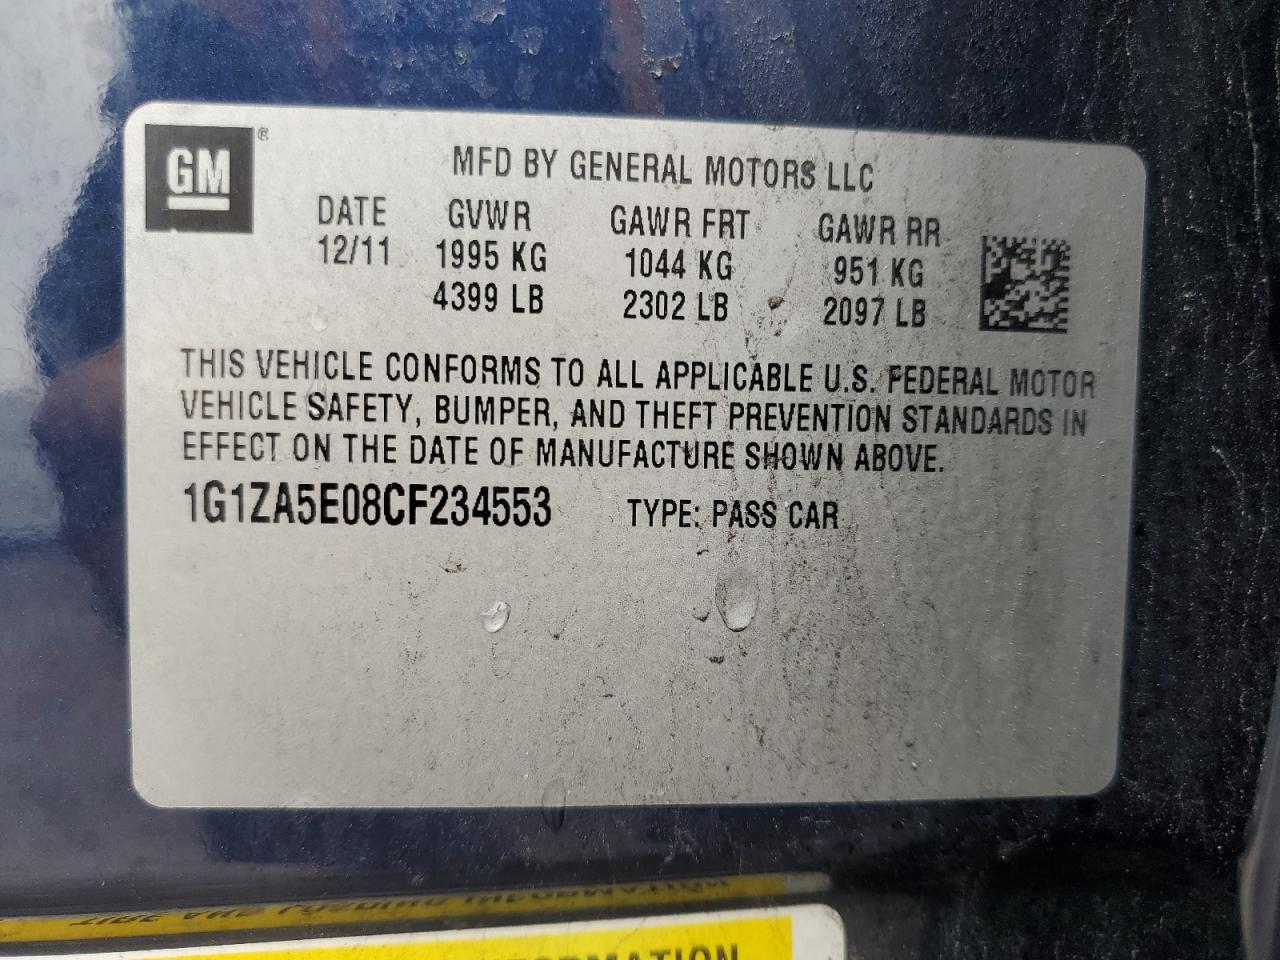 GM ®
MFD BY GENERAL MOTORS LLC
DATE GVWR GAWR FRT GAWR RR
12/11 1995 KG 1044 KG 951 KG
4399 LB 2302 LB 2097 LB
THIS VEHICLE CONFORMS TO ALL APPLICABLE U.S. FEDERAL MOTOR
VEHICLE SAFETY, BUMPER, AND THEFT PREVENTION STANDARDS IN
EFFECT ON THE DATE OF MANUFACTURE SHOWN ABOVE.
1G1ZA5E08CF234553 TYPE: PASS CAR